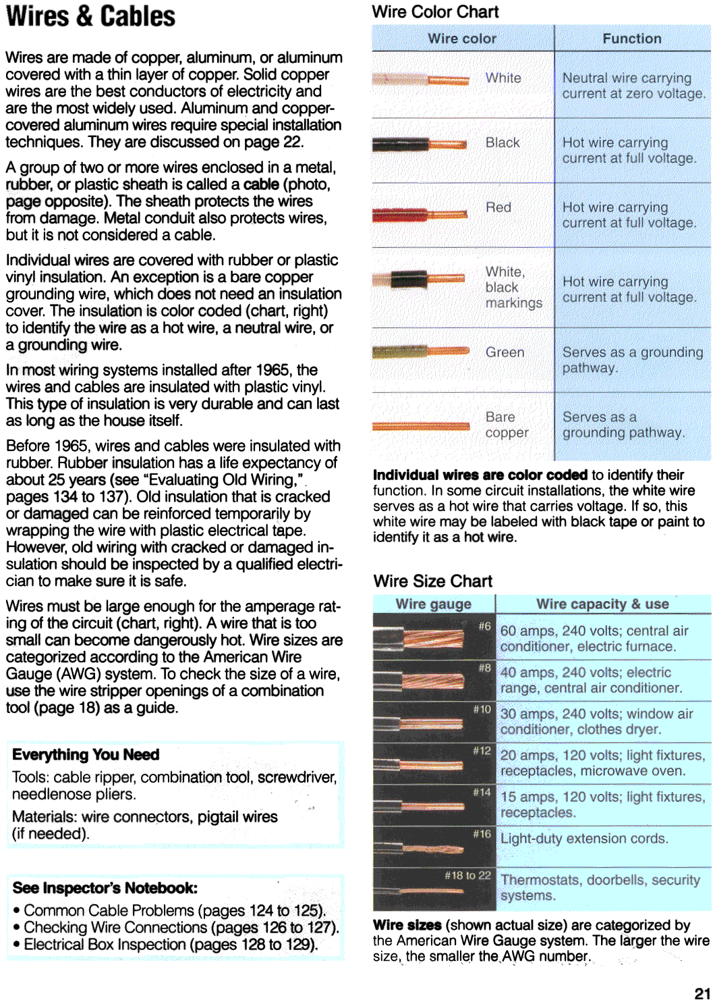 Wires & Cables
Wires are made of copper, aluminum, or aluminum
covered with a thin layer of copper. Solid copper
wires are the best conductors of electricity and
are the most widely used. Aluminum and copper-
covered aluminum wires require special installation
techniques. They are discussed on page 22.
A group of two or more wires enclosed in a metal,
rubber, or plastic sheath is called a cable (photo,
page opposite). The sheath protects the wires
from damage. Metal conduit also protects wires,
but it is not considered a cable.
Individual wires are covered with rubber or plastic
vinyl insulation. An exception is a bare copper
grounding wire, which does not need an insulation
cover. The insulation is color coded (chart, right)
to identify the wire as a hot wire, a neutral wire, or
a grounding wire.
In most wiring systems installed after 1965, the
wires and cables are insulated with plastic vinyl.
This type of insulation is very durable and can last
as long as the house itself.
Before 1965, wires and cables were insulated with
rubber. Rubber insulation has a life expectancy of
about 25 years (see “Evaluating Old Wiring,”
pages 134 to 137). Old insulation that is cracked
or damaged can be reinforced temporarily by
wrapping the wire with plastic electrical tape.
However, old wiring with cracked or damaged in-
sulation should be inspected by a qualified electri-
cian to make sure it is safe.
Wires must be large enough for the amperage rat-
ing of the circuit (chart, right). A wire that is too
small can become dangerously hot. Wire sizes are
categorized according to the American Wire
Gauge (AWG) system. To check the size of a wire,
use the wire stripper openings of a combination
tool (page 18) as a guide.
Everything You Need
Tools: cable ripper, combination tool, screwdriver,
needlenose pliers.
Materials: wire connectors, pigtail wires
(if needed).
See Inspector's Notebook:
• Common Cable Problems (pages 124 to 125).
• Checking Wire Connections (pages 126 to 127).
• Electrical Box Inspection (pages 128 to 129).
Wire Color Chart
Wire color Function
White Neutral wire carrying
current at zero voltage.
Black Hot wire carrying
current at full voltage.
Red Hot wire carrying
current at full voltage.
White,
black
markings
Hot wire carrying
current at full voltage.
Green Serves as a grounding
pathway.
Bare Serves as a
copper grounding pathway.
Individual wires are color coded to identify their
function. In some circuit installations, the white wire
serves as a hot wire that carries voltage. If so, this
white wire may be labeled with black tape or paint to
identify it as a hot wire.
Wire Size Chart
Wire gauge Wire capacity & use
#6 60 amps, 240 volts; central air
conditioner, electric furnace.
#8 40 amps, 240 volts; electric
range, central air conditioner.
#10 30 amps, 240 volts; window air
conditioner, clothes dryer.
#12 20 amps, 120 volts; light fixtures,
receptacles, microwave oven.
#14 15 amps, 120 volts; light fixtures,
receptacles.
#16 Light-duty extension cords.
#18 to 22 Thermostats, doorbells, security
systems.
Wire sizes (shown actual size) are categorized by
the American Wire Gauge system. The larger the wire
size, the smaller the AWG number.
21